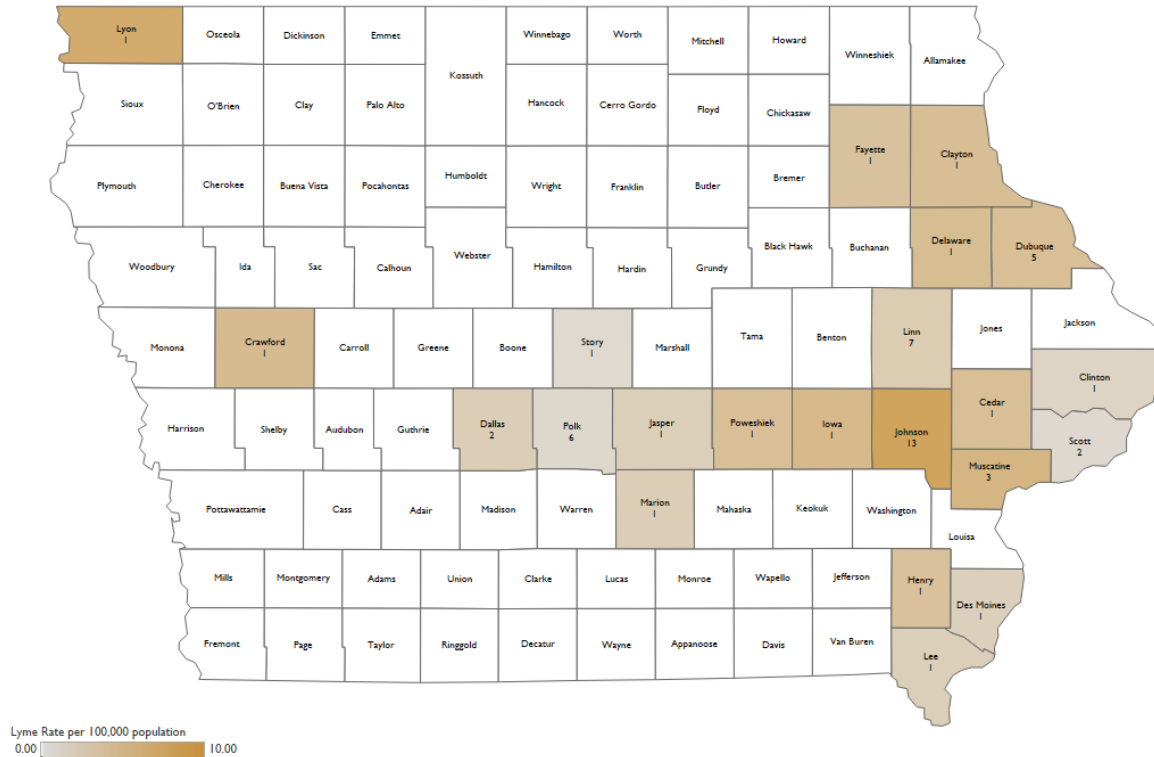 Lyon
1
Osceola
Dickinson
Emmet
Winnebago
Worth
Mitchell
Howard
Winneshiek
Allamakee
Kossuth
Sioux
O'Brien
Clay
Palo Alto
Hancock
Cerro Gordo
Floyd
Chickasaw
Fayette
1
Clayton
1
Plymouth
Cherokee
Buena Vista
Pocahontas
Humboldt
Wright
Franklin
Butler
Bremer
Woodbury
Ida
Sac
Calhoun
Webster
Hamilton
Hardin
Grundy
Black Hawk
Buchanan
Delaware
1
Dubuque
5
Monona
Crawford
1
Carroll
Greene
Boone
Story
1
Marshall
Tama
Benton
Linn
7
Jones
Jackson
Clinton
1
Harrison
Shelby
Audubon
Guthrie
Dallas
2
Polk
6
Jasper
1
Poweshiek
1
Iowa
1
Johnson
13
Cedar
1
Scott
2
Muscatine
3
Pottawattamie
Cass
Adair
Madison
Warren
Marion
1
Mahaska
Keokuk
Washington
Louisa
Mills
Montgomery
Adams
Union
Clarke
Lucas
Monroe
Wapello
Jefferson
Henry
1
Des Moines
1
Fremont
Page
Taylor
Ringgold
Decatur
Wayne
Appanoose
Davis
Van Buren
Lee
1
Lyme Rate per 100,000 population
0.00
10.00